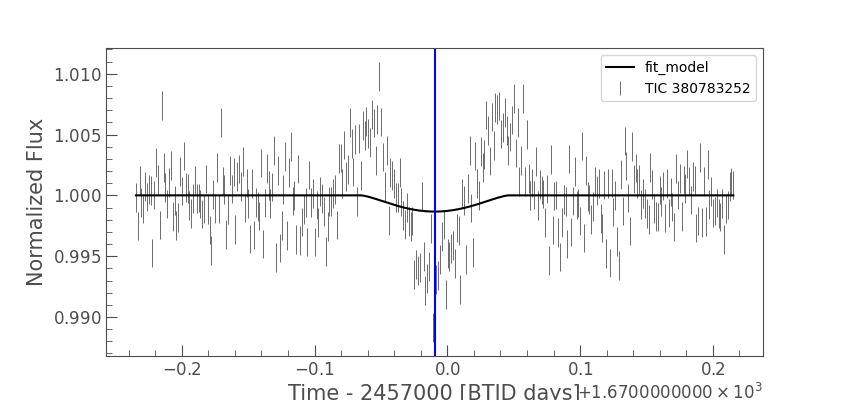 fit_model
TIC 380783252
1.010
1.005
1.000
0.995
0.990
Normalized Flux
−0.2
−0.1
0.0
0.1
0.2
Time - 2457000 [BTJD days]
+1.6700000000 × 10³